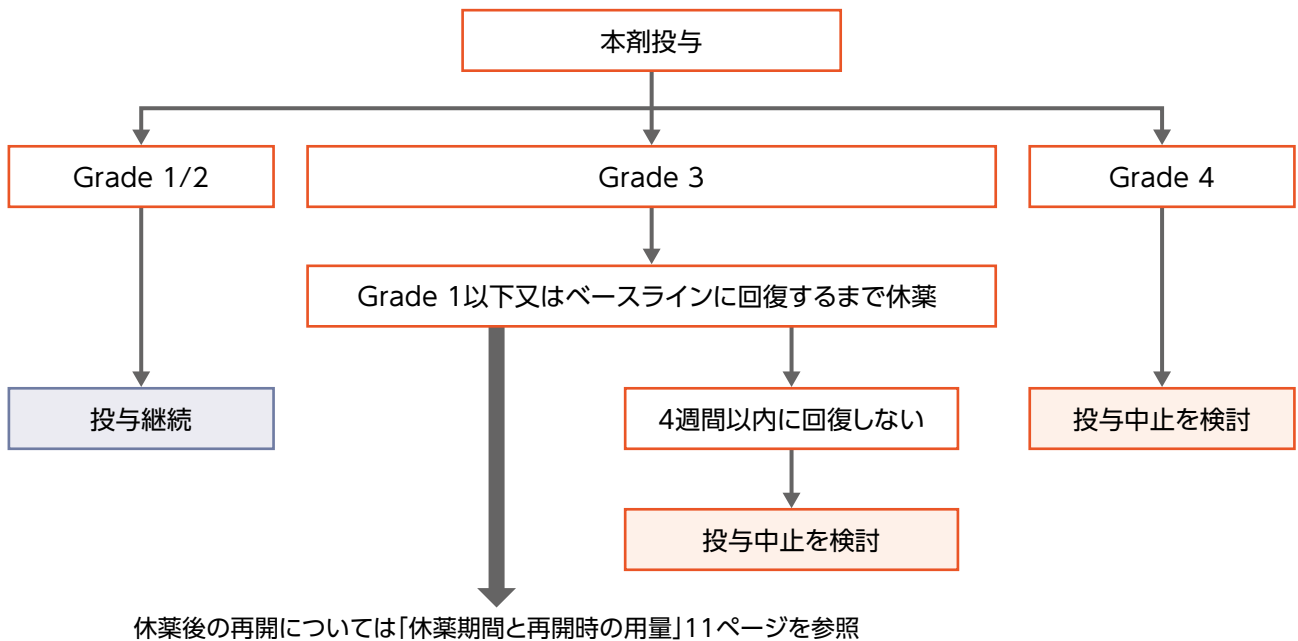 本剤投与
Grade 1/2
Grade 3
Grade 4
Grade 1以下又はベースラインに回復するまで休薬
投与継続
4週間以内に回復しない
投与中止を検討
投与中止を検討
休薬後の再開については「休薬期間と再開時の用量」11ページを参照